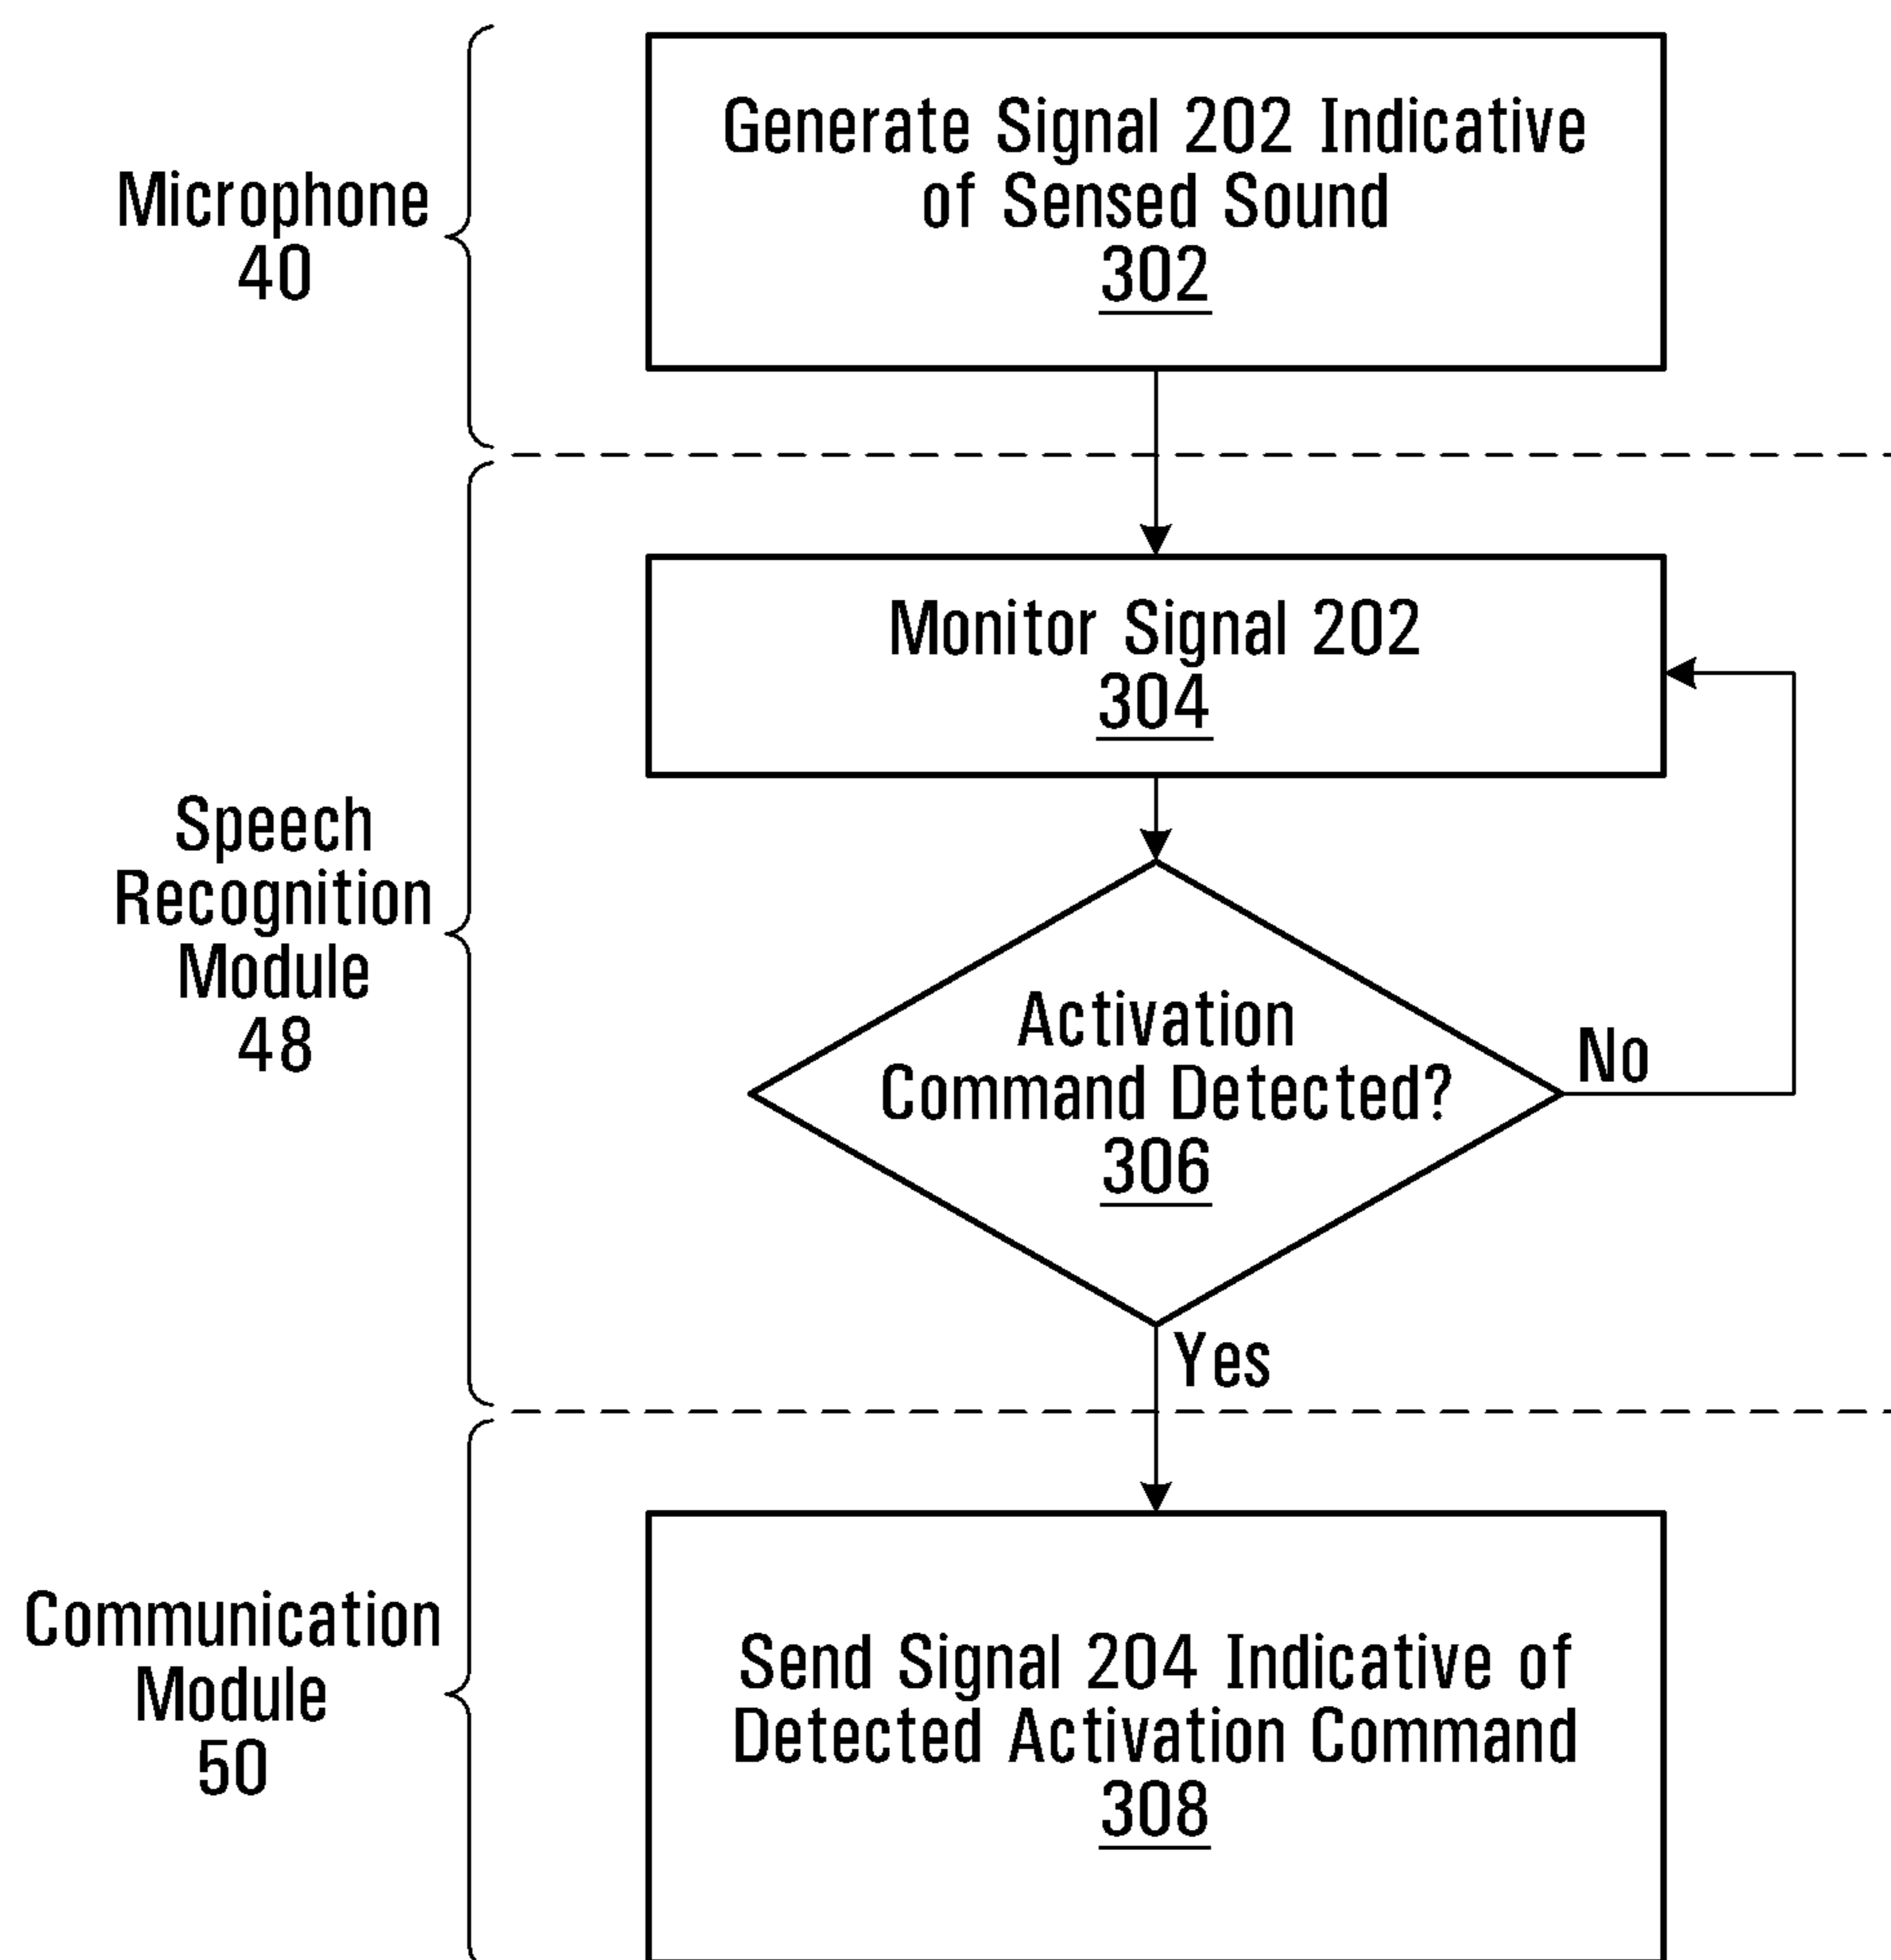 Microphone
40
Generate Signal 202 Indicative
of Sensed Sound
302
Speech
Recognition
Module
48
Monitor Signal 202
304
Activation
Command Detected?
306
No
Yes
Communication
Module
50
Send Signal 204 Indicative of
Detected Activation Command
308